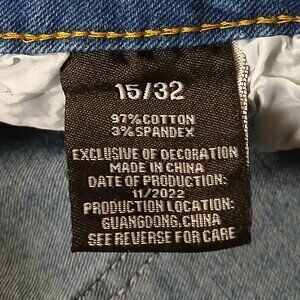 15/32
97%COTTON
3%SPANDEX
EXCLUSIVE OF DECORATION
MADE IN CHINA
DATE OF PRODUCTION:
11/2022
PRODUCTION LOCATION:
GUANGDONG,CHINA
SEE REVERSE FOR CARE